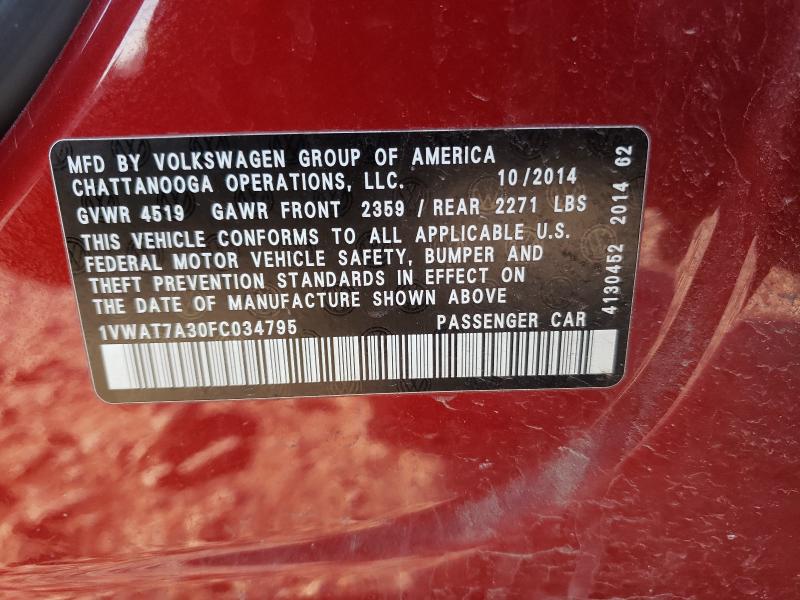 MFD BY VOLKSWAGEN GROUP OF AMERICA
CHATTANOOGA OPERATIONS, LLC. 10/2014
GVWR 4519 GAWR FRONT 2359 / REAR 2271 LBS
THIS VEHICLE CONFORMS TO ALL APPLICABLE U.S.
FEDERAL MOTOR VEHICLE SAFETY, BUMPER AND
THEFT PREVENTION STANDARDS IN EFFECT ON
THE DATE OF MANUFACTURE SHOWN ABOVE
1VWAT7A30FC034795 PASSENGER CAR
4130452 2014 62